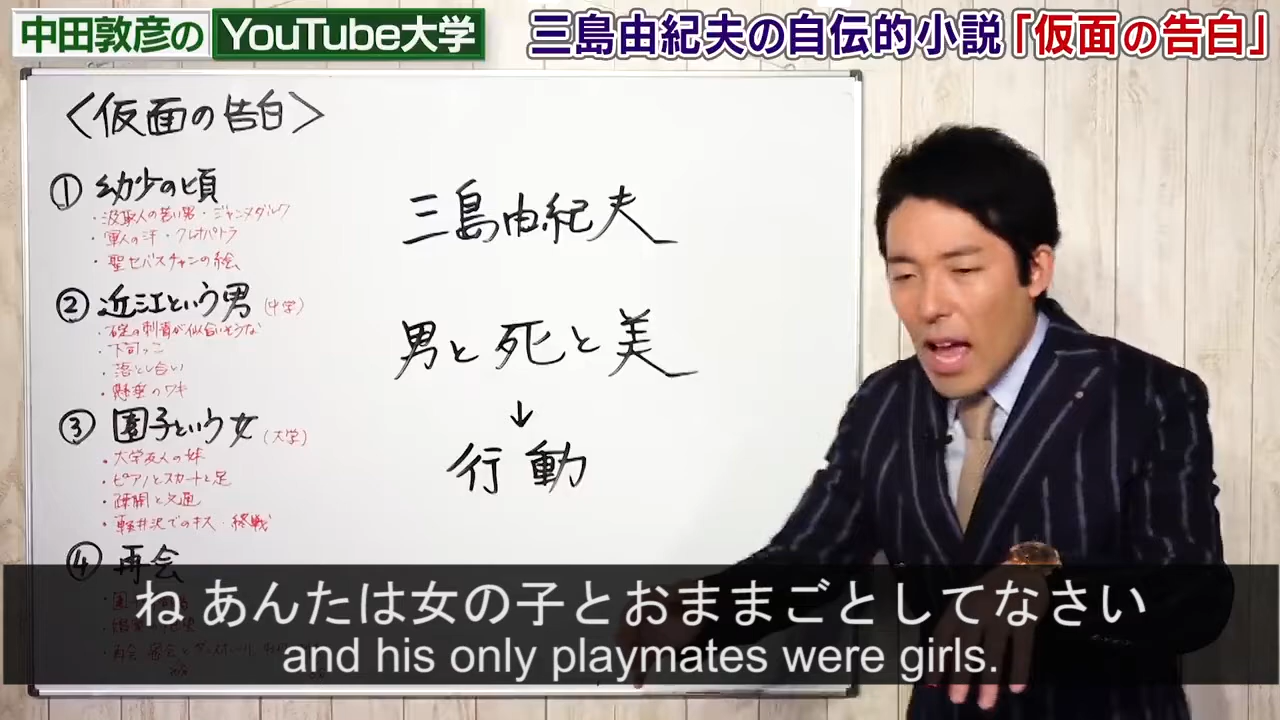 中田敦彦の YouTube大学
三島由紀夫の自伝的小説「仮面の告白」
〈仮面の告白〉
① 幼少の頃
・汲取人の若い男・ジャンヌダルク
・軍人の汗・クレオパトラ
・聖セバスチャンの絵
② 近江という男 (中学)
の刺青が似合いそうな
・下司っこ
・落とし合い
・懸垂のワキ
③ 園子という女 (大学)
・大学友人の妹
・ピアノとスカートと足
・疎開と文通
・軽井沢でのキス・終戦
④ 再会
三島由紀夫
男と死と美
↓
行動
ね あんたは女の子とおままごとしてなさい
and his only playmates were girls.